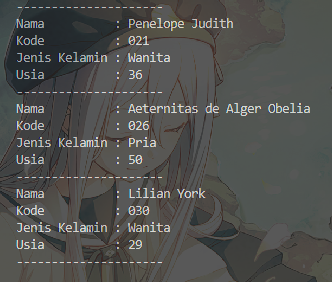 ---------------------
Nama          : Penelope Judith
Kode          : 021
Jenis Kelamin : Wanita
Usia          : 36
---------------------
Nama          : Aeternitas de Alger Obelia
Kode          : 026
Jenis Kelamin : Pria
Usia          : 50
---------------------
Nama          : Lilian York
Kode          : 030
Jenis Kelamin : Wanita
Usia          : 29
---------------------